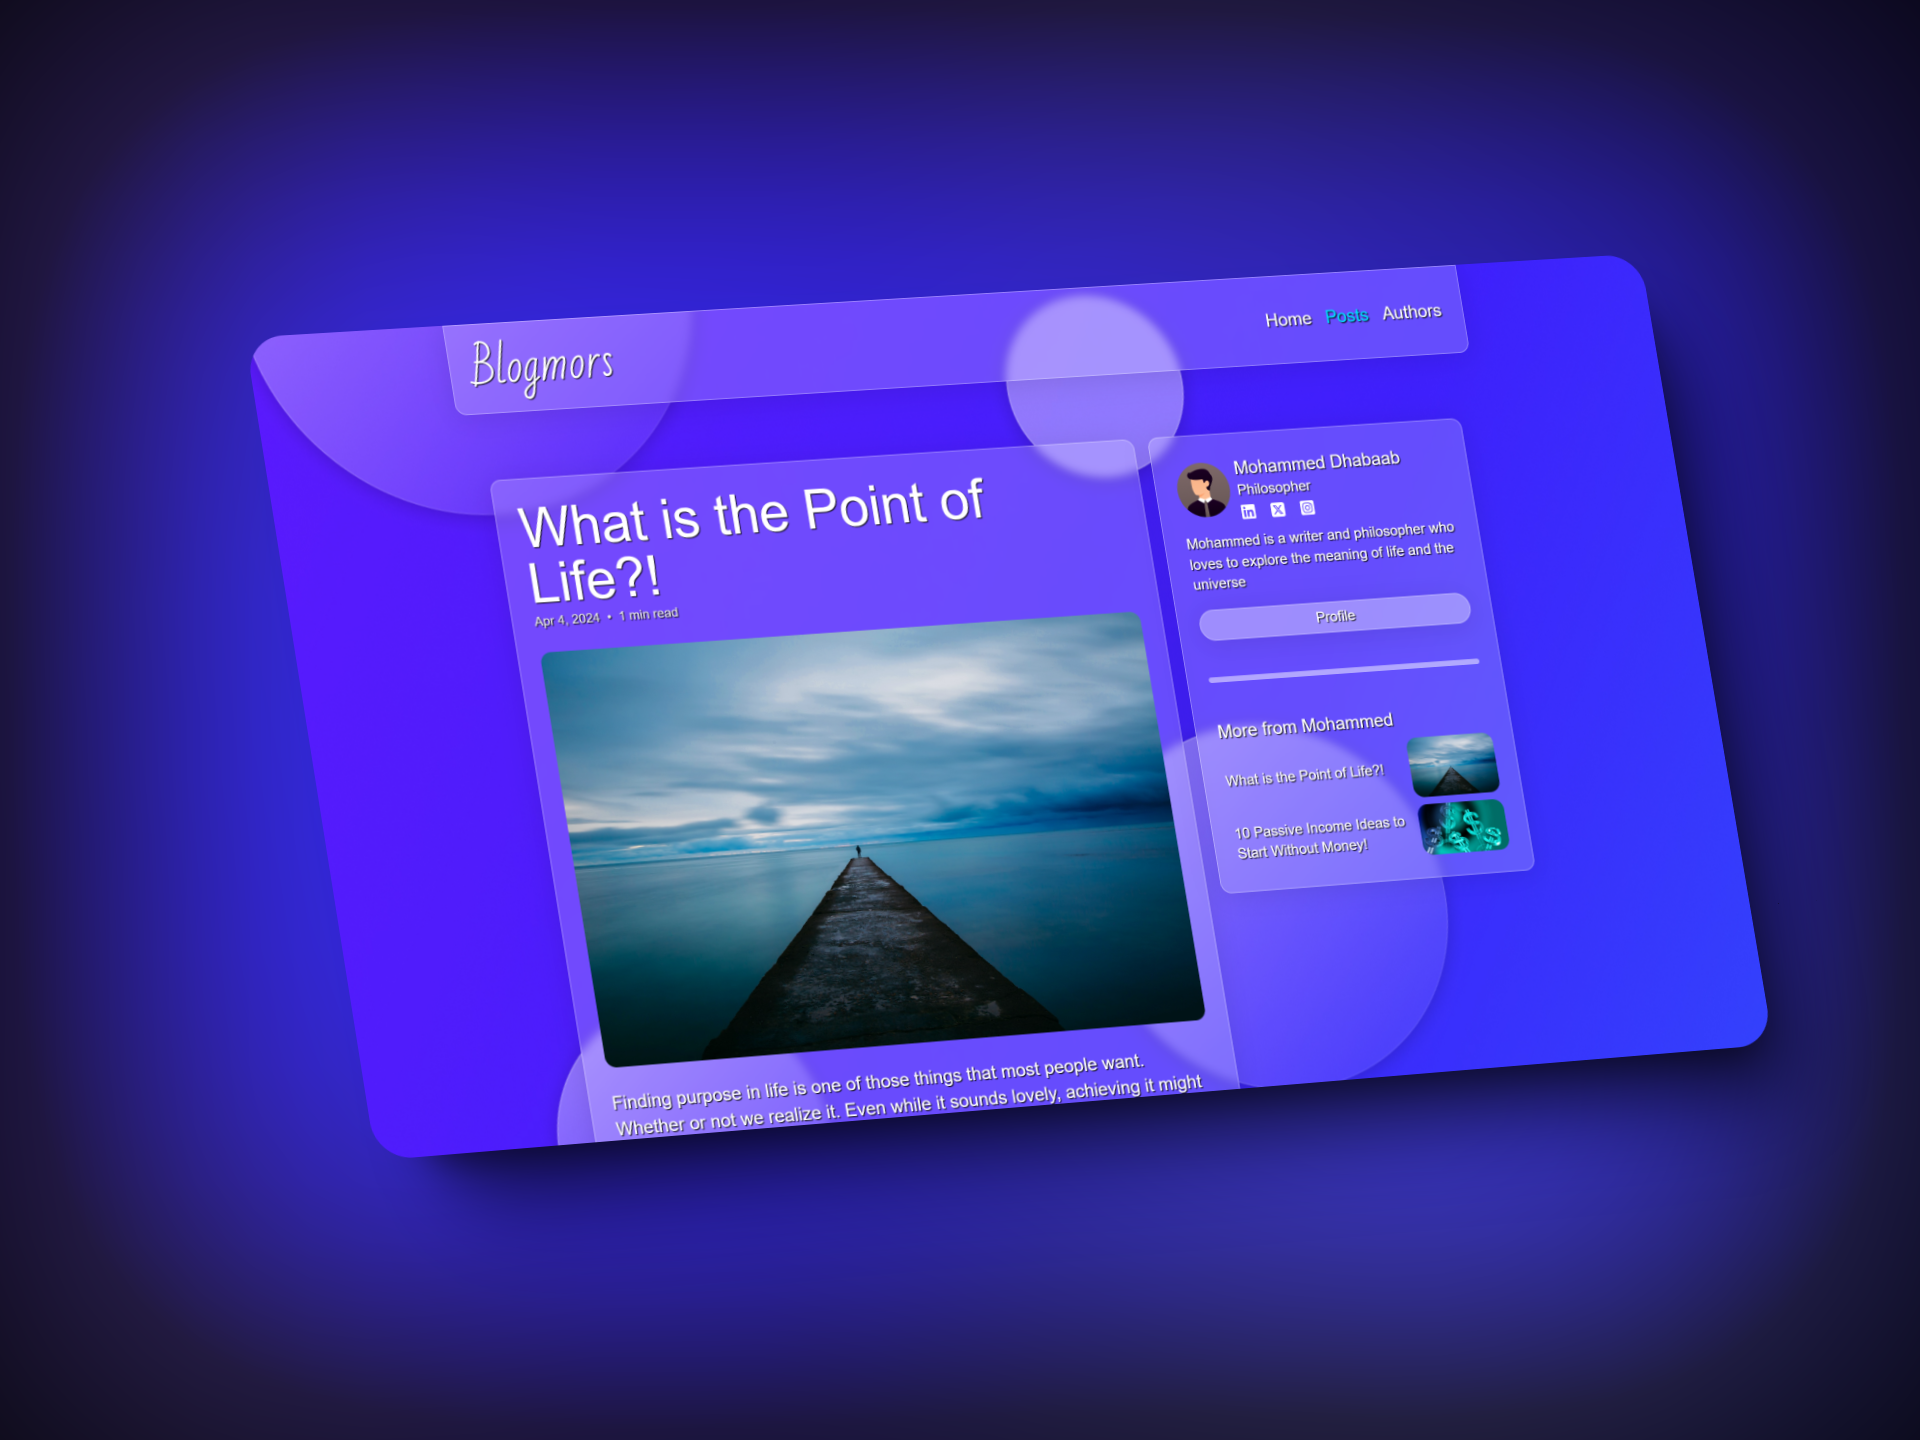 Blogmors
Home Posts Authors
What is the Point of
Life?!
Apr 4, 2024 • 1 min read
Finding purpose in life is one of those things that most people want.
Whether or not we realize it. Even while it sounds lovely, achieving it might
Mohammed Dhabaab
Philosopher
Mohammed is a writer and philosopher who
loves to explore the meaning of life and the
universe
Profile
More from Mohammed
What is the Point of Life?!
10 Passive Income Ideas to
Start Without Money!